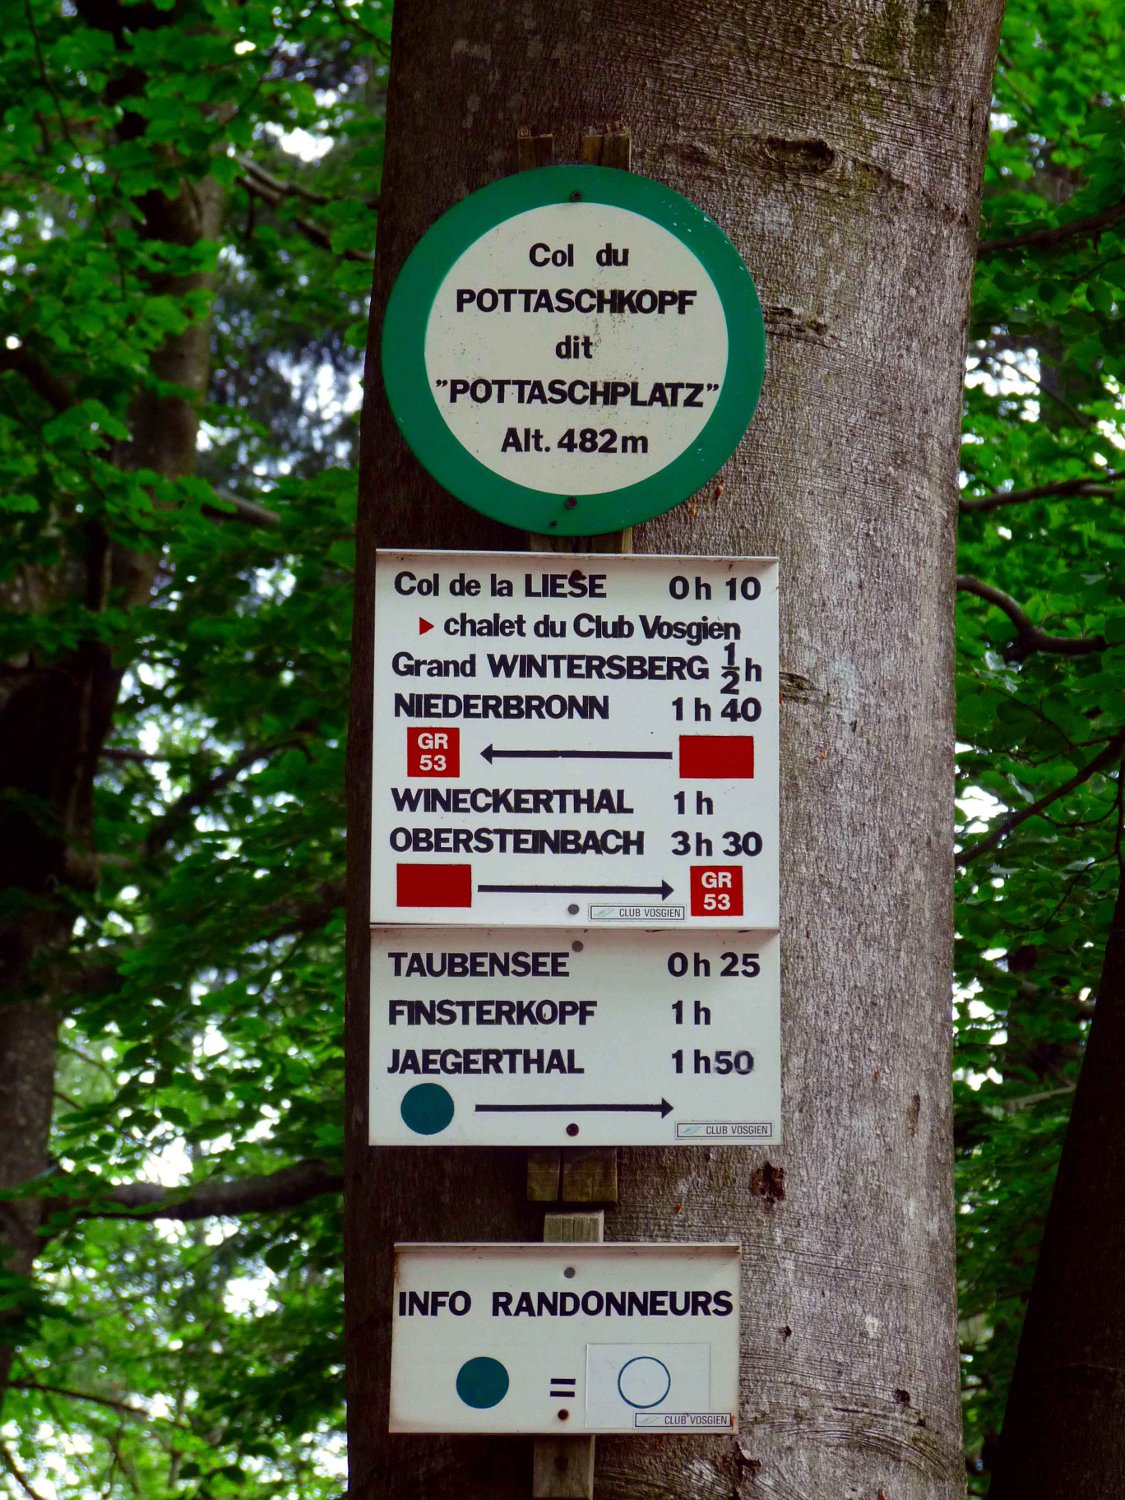 Col du
POTTASCHKOPF
dit
"POTTASCHPLATZ"
Alt. 482m
Col de la LIESE 0h 10
chalet du Club Vosgien
Grand WINTERSBERG ½h
NIEDERBRONN 1h 40
GR
53
WINECKERTHAL 1h
OBERSTEINBACH 3h 30
GR
53
CLUB VOSGIEN
TAUBENSEE 0h 25
FINSTERKOPF 1h
JAEGERTHAL 1h50
CLUB VOSGIEN
INFO RANDONNEURS
=
CLUB VOSGIEN